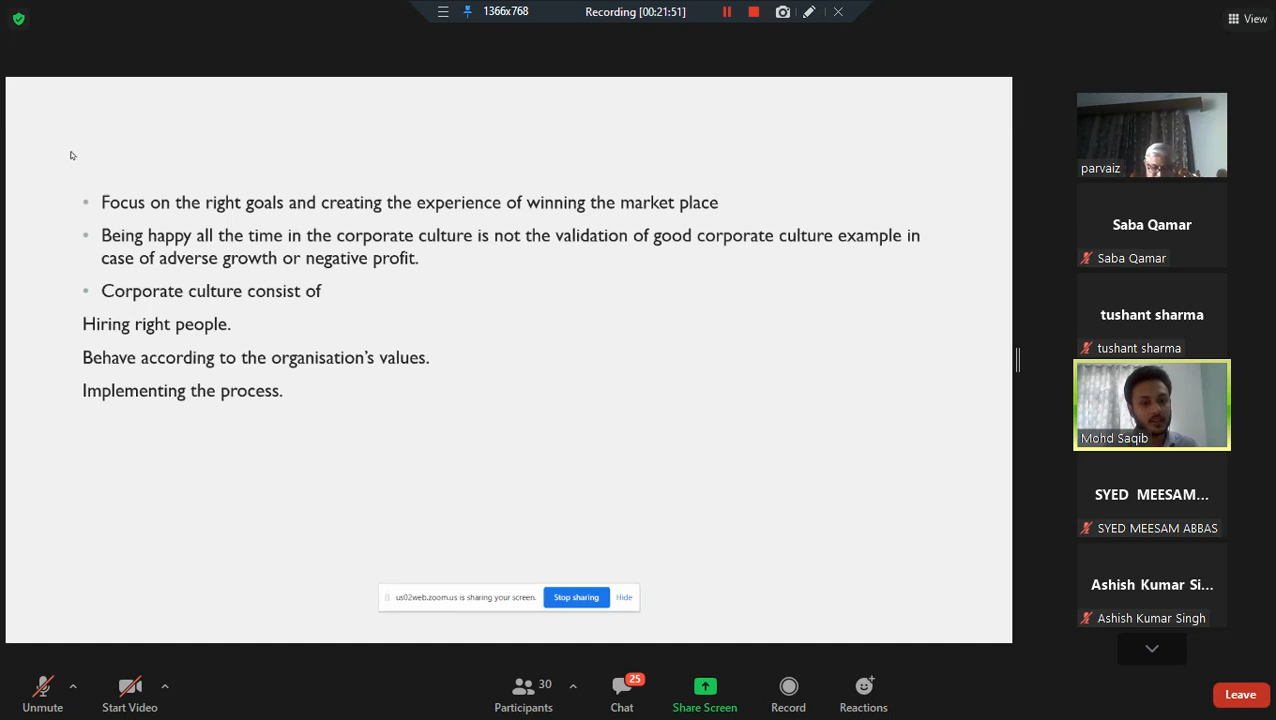 1366x768
Recording [00:21:51]
View
• Focus on the right goals and creating the experience of winning the market place
• Being happy all the time in the corporate culture is not the validation of good corporate culture example in
case of adverse growth or negative profit.
• Corporate culture consist of
Hiring right people.
Behave according to the organisation's values.
Implementing the process.
us02web.zoom.us is sharing your screen.
Stop sharing
Hide
parvaiz
Saba Qamar
Saba Qamar
tushant sharma
tushant sharma
Mohd Saqib
SYED MEESAM...
SYED MEESAM ABBAS
Ashish Kumar Si...
Ashish Kumar Singh
Unmute
Start Video
30
Participants
25
Chat
Share Screen
Record
Reactions
Leave